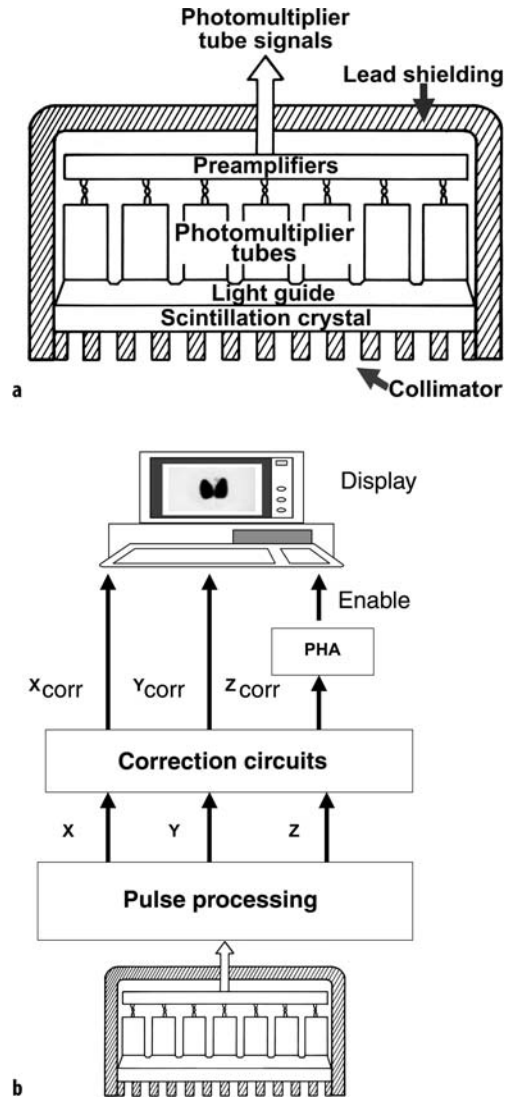 Photomultiplier
tube signals
Lead shielding
Preamplifiers
Photomultiplier
tubes
Light guide
Scintillation crystal
Collimator
a
Display
Enable
PHA
Xcorr Ycorr Zcorr
Correction circuits
X Y Z
Pulse processing
b